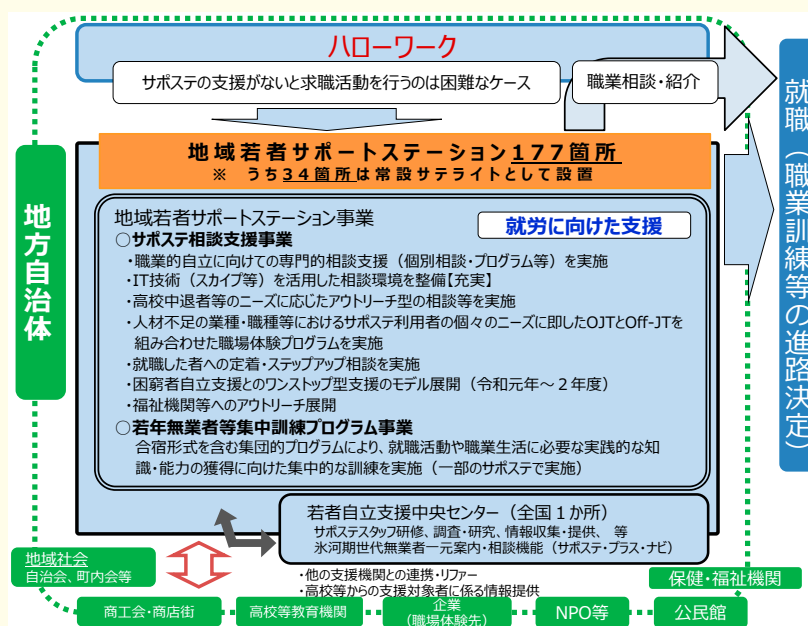 ハローワーク
サポステの支援がないと求職活動を行うのは困難なケース
職業相談・紹介
就職（職業訓練等の進路決定）
地方自治体
地域若者サポートステーション177箇所
※　うち34箇所は常設サテライトとして設置
地域若者サポートステーション事業
就労に向けた支援
○サポステ相談支援事業
・職業的自立に向けての専門的相談支援（個別相談・プログラム等）を実施
・IT技術（スカイプ等）を活用した相談環境を整備【充実】
・高校中退者等のニーズに応じたアウトリーチ型の相談等を実施
・人材不足の業種・職種等におけるサポステ利用者の個々のニーズに即したOJTとOff-JTを
組み合わせた職場体験プログラムを実施
・就職した者への定着・ステップアップ相談を実施
・困窮者自立支援とのワンストップ型支援のモデル展開（令和元年～２年度）
・福祉機関等へのアウトリーチ展開
○若年無業者等集中訓練プログラム事業
合宿形式を含む集団的プログラムにより、就職活動や職業生活に必要な実践的な知
識・能力の獲得に向けた集中的な訓練を実施（一部のサポステで実施）
若者自立支援中央センター（全国１か所）
サポステスタッフ研修、調査・研究、情報収集・提供、 等
氷河期世代無業者一元案内・相談機能（サポステ・プラス・ナビ）
・他の支援機関との連携・リファー
・高校等からの支援対象者に係る情報提供
地域社会
自治会、町内会等
保健・福祉機関
商工会・商店街
高校等教育機関
企業
（職場体験先）
NPO等
公民館